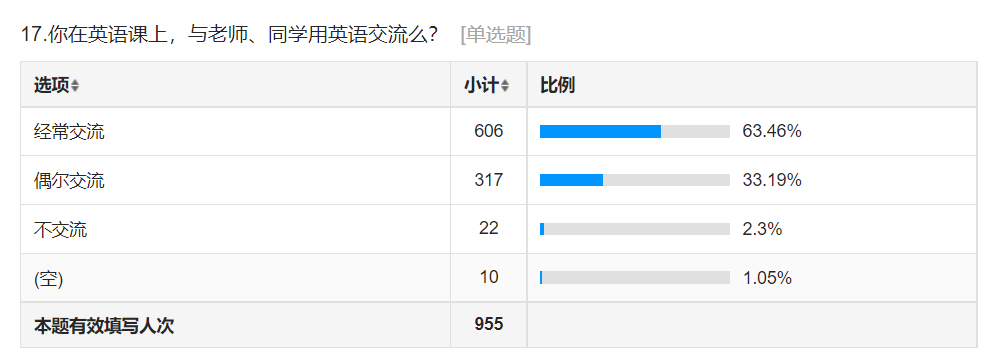 17.你在英语课上，与老师、同学用英语交流么？ [单选题]
选项 小计 比例
经常交流 606 63.46%
偶尔交流 317 33.19%
不交流 22 2.3%
(空) 10 1.05%
本题有效填写人次 955